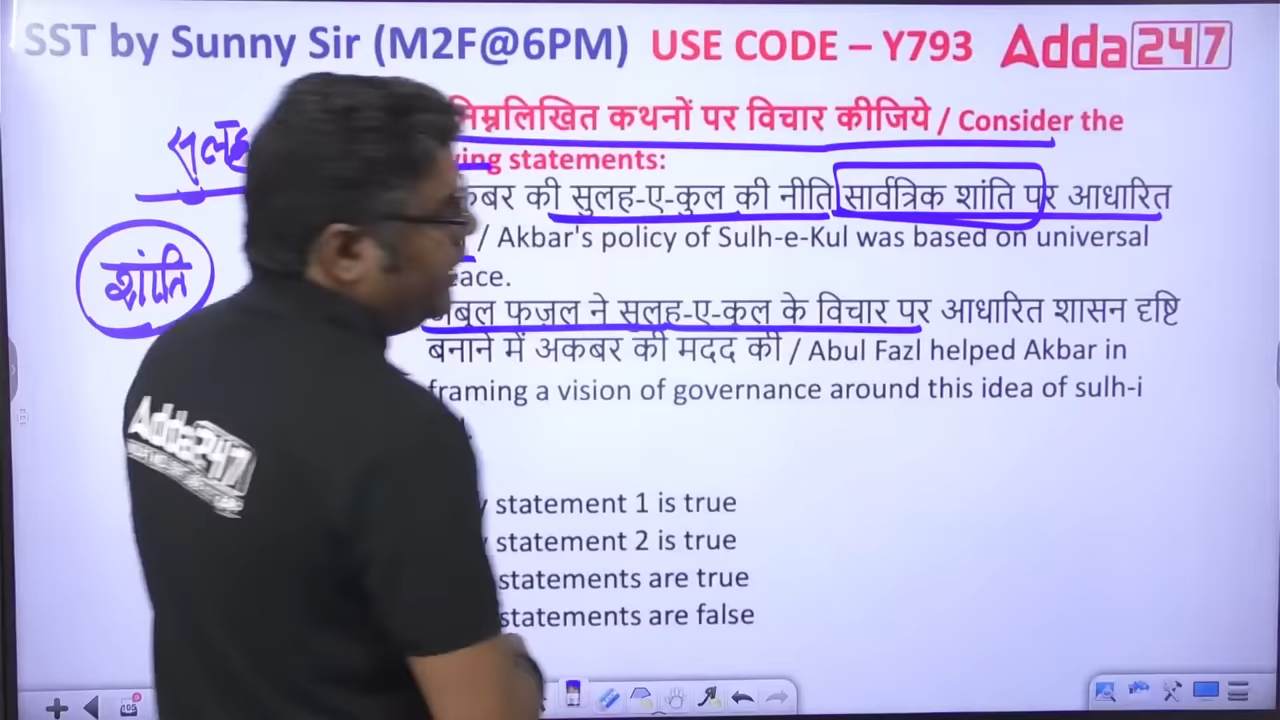 SST by Sunny Sir (M2F@6PM) USE CODE – Y793 Adda247
निम्नलिखित कथनों पर विचार कीजिये / Consider the
सुलह
statements:
की सुलह-ए-कुल की नीति सार्वत्रिक शांति पर आधारित
/ Akbar's policy of Sulh-e-Kul was based on universal
शांति
फज़ल ने सुलह-ए-कुल के विचार पर आधारित शासन दृष्टि
बनाने में अकबर की मदद की / Abul Fazl helped Akbar in
framing a vision of governance around this idea of sulh-i
statement 1 is true
statement 2 is true
statements are true
statements are false
Adda247